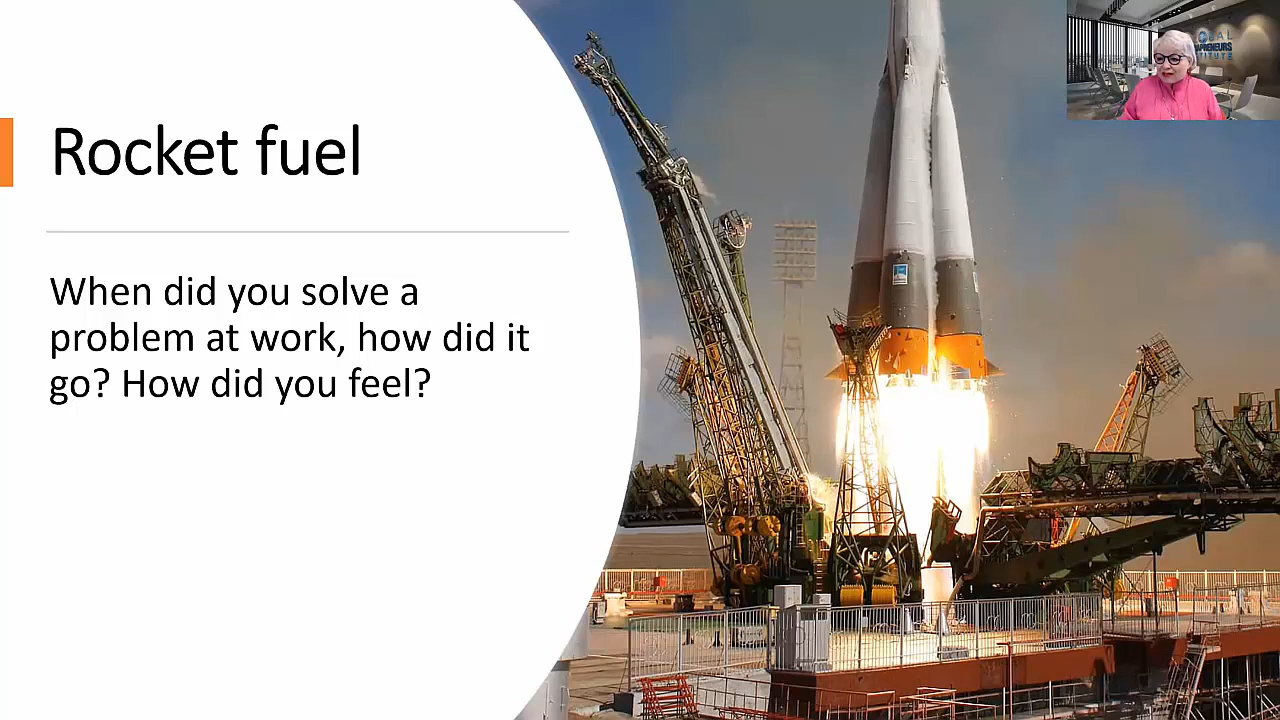 Rocket fuel
When did you solve a
problem at work, how did it
go? How did you feel?